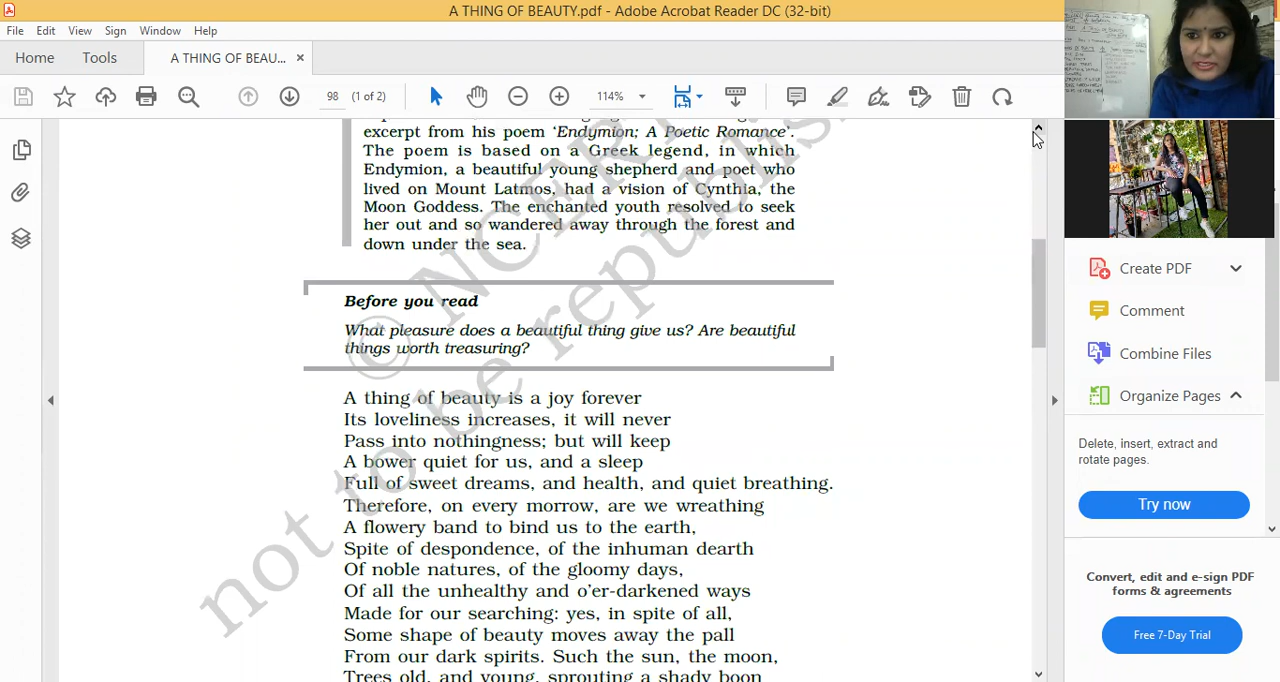 A THING OF BEAUTY.pdf - Adobe Acrobat Reader DC (32-bit)
File Edit View Sign Window Help
Home Tools A THING OF BEAU... ×
98 (1 of 2) 114%
excerpt from his poem ‘Endymion; A Poetic Romance’.
The poem is based on a Greek legend, in which
Endymion, a beautiful young shepherd and poet who
lived on Mount Latmos, had a vision of Cynthia, the
Moon Goddess. The enchanted youth resolved to seek
her out and so wandered away through the forest and
down under the sea.
Before you read
What pleasure does a beautiful thing give us? Are beautiful
things worth treasuring?
A thing of beauty is a joy forever
Its loveliness increases, it will never
Pass into nothingness; but will keep
A bower quiet for us, and a sleep
Full of sweet dreams, and health, and quiet breathing.
Therefore, on every morrow, are we wreathing
A flowery band to bind us to the earth,
Spite of despondence, of the inhuman dearth
Of noble natures, of the gloomy days,
Of all the unhealthy and o’er-darkened ways
Made for our searching: yes, in spite of all,
Some shape of beauty moves away the pall
From our dark spirits. Such the sun, the moon,
Trees old, and young, sprouting a shady boon
© NCERT
not to be republis
Create PDF
Comment
Combine Files
Organize Pages
Delete, insert, extract and
rotate pages.
Try now
Convert, edit and e-sign PDF
forms & agreements
Free 7-Day Trial